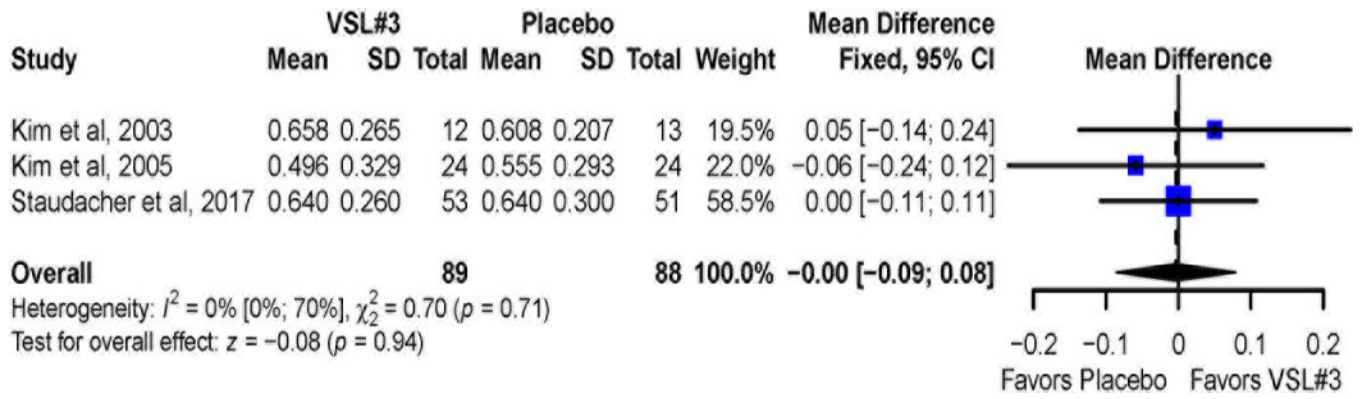 VSL#3 Placebo Mean Difference
Study Mean SD Total Mean SD Total Weight Fixed, 95% CI Mean Difference
Kim et al, 2003 0.658 0.265 12 0.608 0.207 13 19.5% 0.05 [−0.14; 0.24]
Kim et al, 2005 0.496 0.329 24 0.555 0.293 24 22.0% −0.06 [−0.24; 0.12]
Staudacher et al, 2017 0.640 0.260 53 0.640 0.300 51 58.5% 0.00 [−0.11; 0.11]
Overall 89 88 100.0% −0.00 [−0.09; 0.08]
Heterogeneity: I² = 0% [0%; 70%], χ²₂ = 0.70 (p = 0.71)
Test for overall effect: z = −0.08 (p = 0.94)
−0.2 −0.1 0 0.1 0.2
Favors Placebo Favors VSL#3